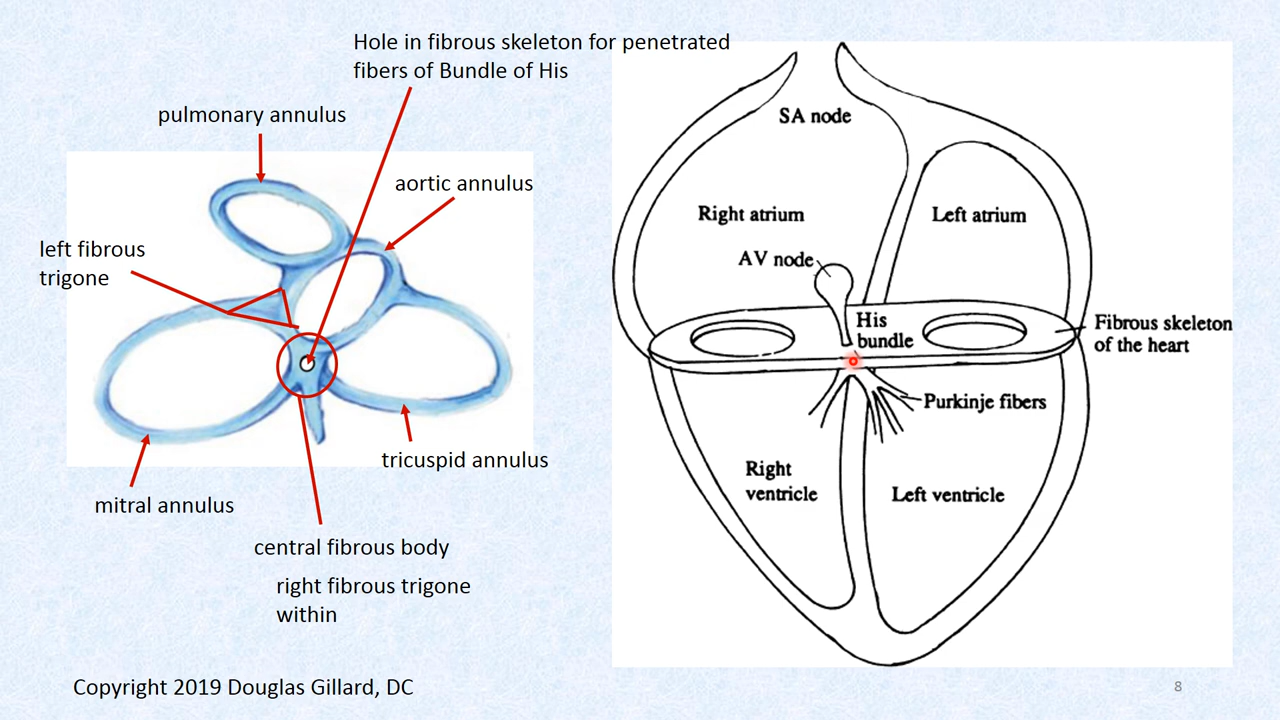 Hole in fibrous skeleton for penetrated
fibers of Bundle of His
pulmonary annulus
aortic annulus
left fibrous
trigone
tricuspid annulus
mitral annulus
central fibrous body
right fibrous trigone
within
SA node
Right atrium
Left atrium
AV node
His
bundle
Fibrous skeleton
of the heart
Purkinje fibers
Right
ventricle
Left ventricle
Copyright 2019 Douglas Gillard, DC
8